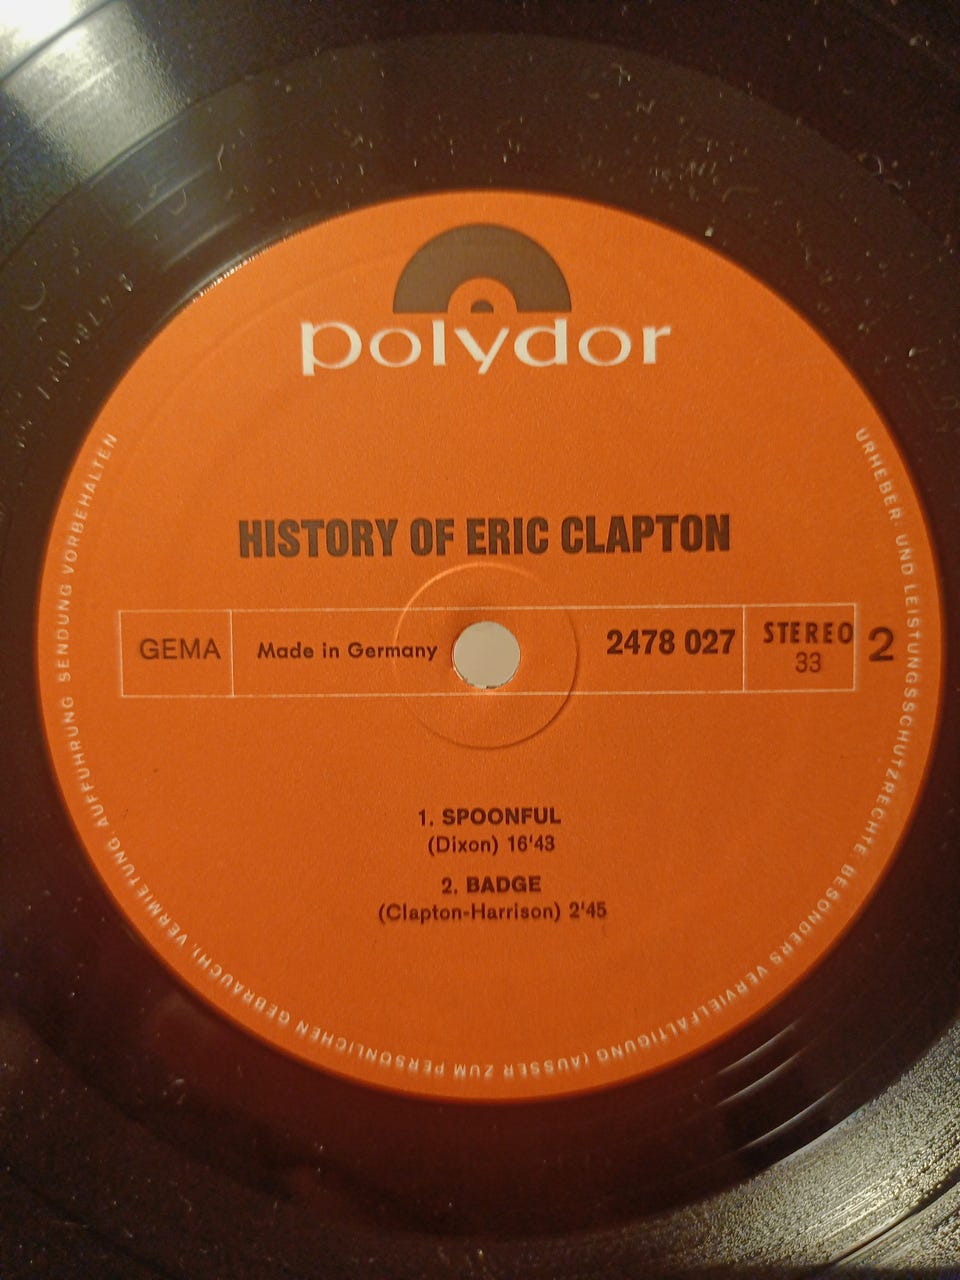 polydor
HISTORY OF ERIC CLAPTON
GEMA
Made in Germany
2478 027
STEREO
33
2
1. SPOONFUL
(Dixon) 16'43
2. BADGE
(Clapton-Harrison) 2'45
URHEBER- UND LEISTUNGSSCHUTZRECHTE, BESONDERS VERVIELFÄLTIGUNG (AUSSER ZUM PERSÖNLICHEN GEBRAUCH), VERMIETUNG, AUFFÜHRUNG SENDUNG VORBEHALTEN